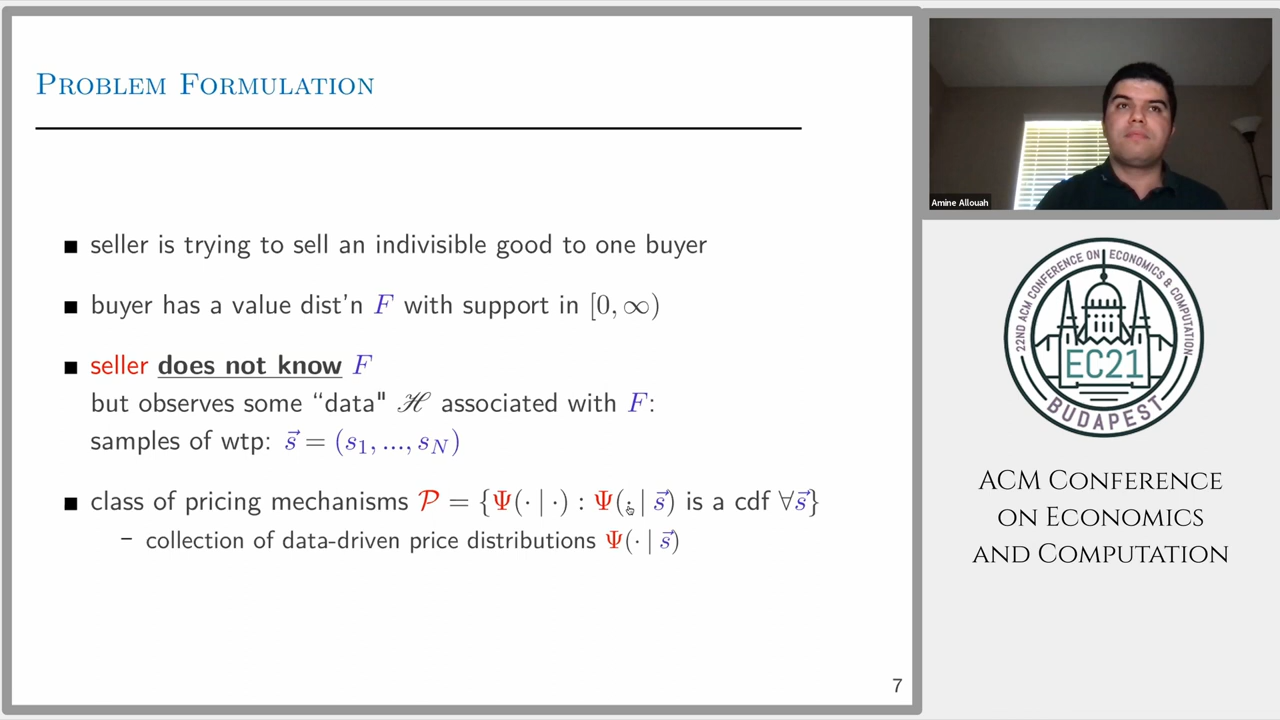 PROBLEM FORMULATION
■ seller is trying to sell an indivisible good to one buyer
■ buyer has a value dist'n F with support in [0, ∞)
■ seller does not know F
but observes some “data" ℋ associated with F:
samples of wtp: s⃗ = (s₁, ..., s_N)
■ class of pricing mechanisms 𝒫 = {Ψ(· | ·) : Ψ(· | s⃗) is a cdf ∀s⃗}
– collection of data-driven price distributions Ψ(· | s⃗)
7
Amine Allouah
22ND ACM CONFERENCE ON ECONOMICS & COMPUTATION
EC21
BUDAPEST
ACM CONFERENCE
ON ECONOMICS
AND COMPUTATION